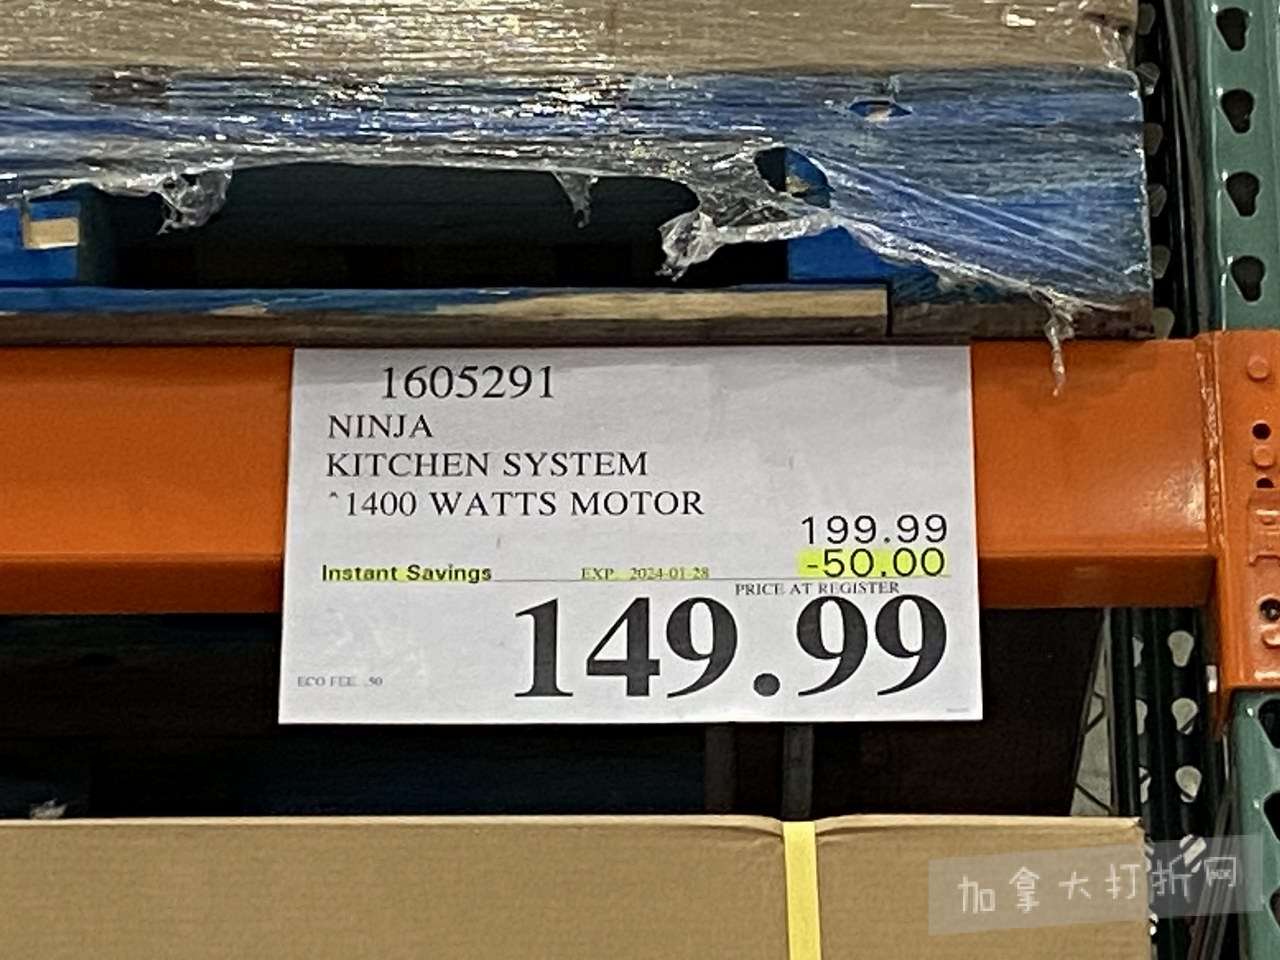 1605291
NINJA
KITCHEN SYSTEM
^1400 WATTS MOTOR
199.99
Instant Savings EXP. 2024-01-28 -50.00
PRICE AT REGISTER
149.99
ECO FEE .50
加拿大打折网